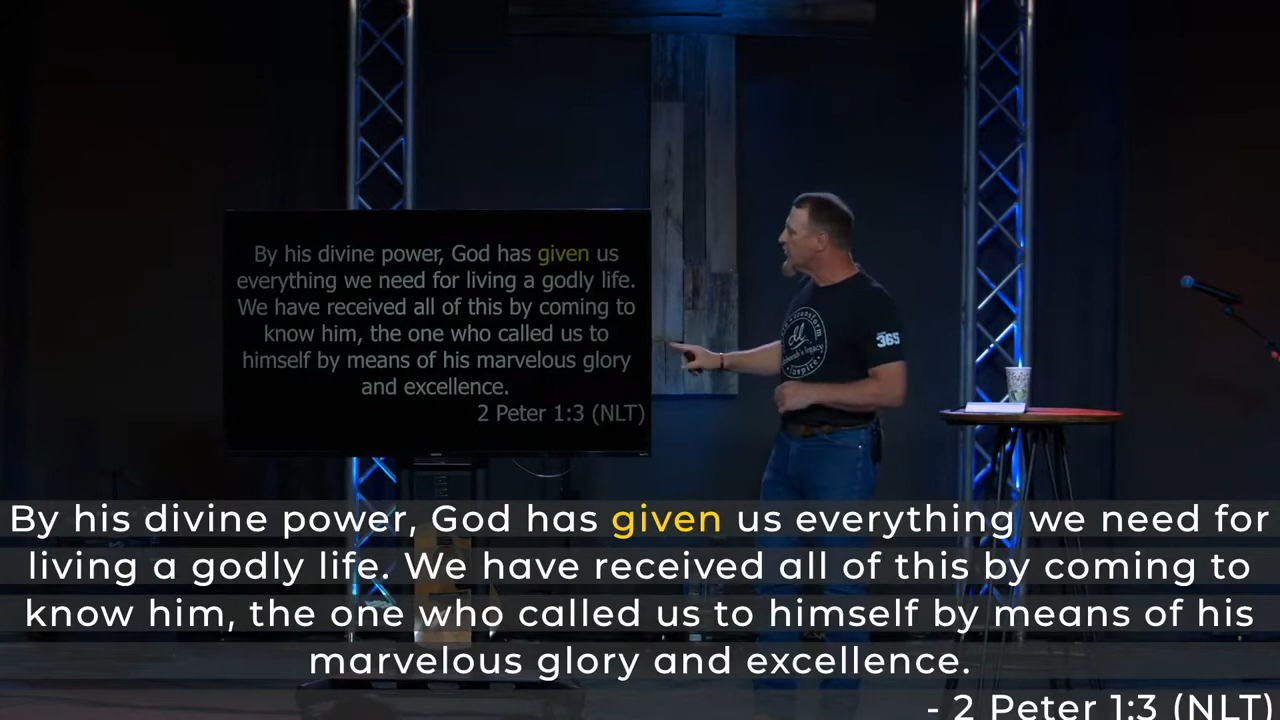 By his divine power, God has given us
everything we need for living a godly life.
We have received all of this by coming to
know him, the one who called us to
himself by means of his marvelous glory
and excellence.
2 Peter 1:3 (NLT)
legacy
inspire
365
By his divine power, God has given us everything we need for
living a godly life. We have received all of this by coming to
know him, the one who called us to himself by means of his
marvelous glory and excellence.
- 2 Peter 1:3 (NLT)